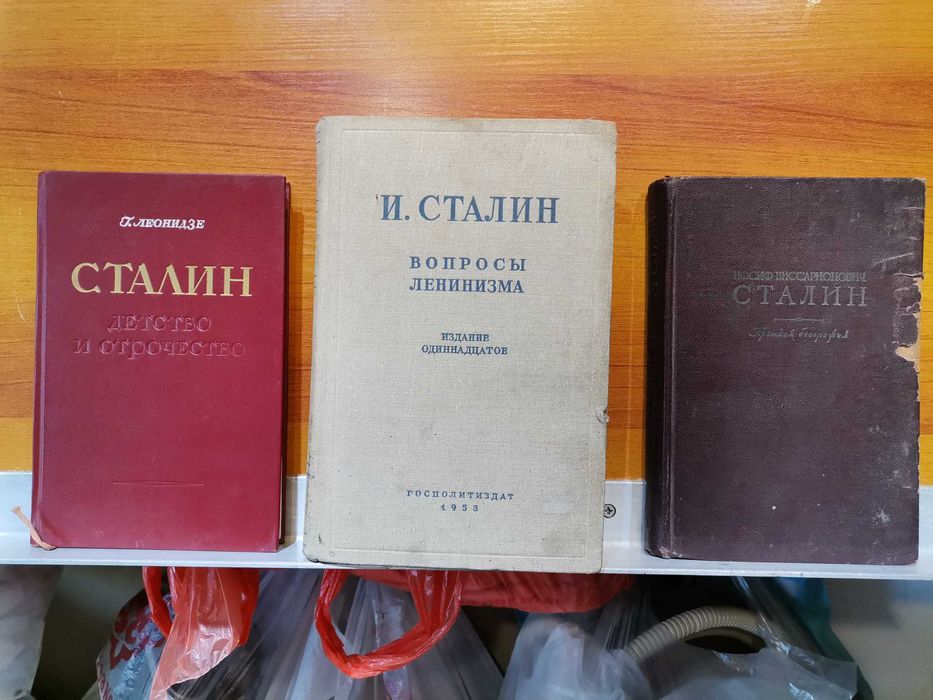 Г. ЛЕОНИДЗЕ
СТАЛИН
ДЕТСТВО
И ОТРОЧЕСТВО
И. СТАЛИН
ВОПРОСЫ
ЛЕНИНИЗМА
ИЗДАНИЕ
ОДИННАДЦАТОЕ
ГОСПОЛИТИЗДАТ
1953
ИОСИФ ВИССАРИОНОВИЧ
СТАЛИН
Краткая биография